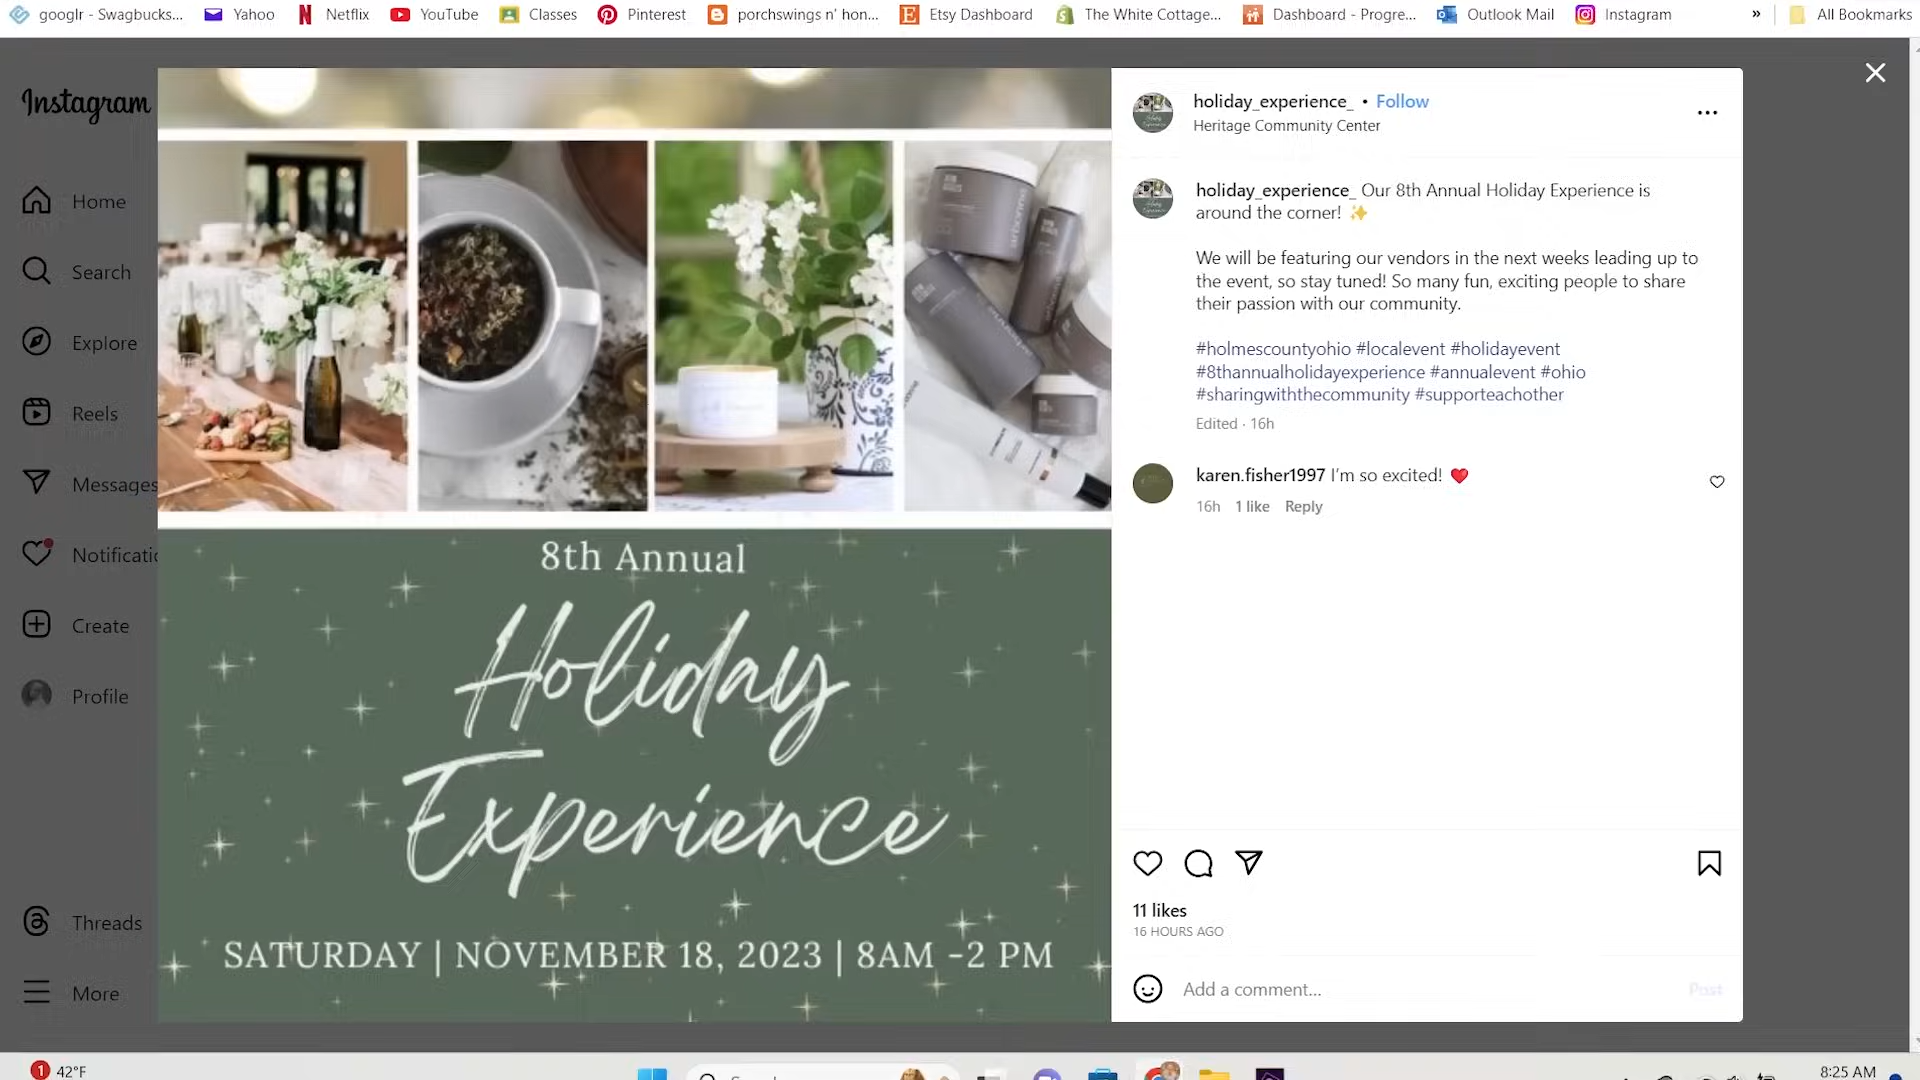 googlr - Swagbucks...
Yahoo
Netflix
YouTube
Classes
Pinterest
porchswings n' hon...
Etsy Dashboard
The White Cottage...
Dashboard - Progre...
Outlook Mail
Instagram
»
All Bookmarks
Instagram
Home
Search
Explore
Reels
Messages
Notificatio
Create
Profile
Threads
More
8th Annual
Holiday
Experience
SATURDAY | NOVEMBER 18, 2023 | 8AM -2 PM
holiday_experience_ • Follow
Heritage Community Center
holiday_experience_ Our 8th Annual Holiday Experience is
around the corner! ✨
We will be featuring our vendors in the next weeks leading up to
the event, so stay tuned! So many fun, exciting people to share
their passion with our community.
#holmescountyohio #localevent #holidayevent
#8thannualholidayexperience #annualevent #ohio
#sharingwiththecommunity #supporteachother
Edited · 16h
karen.fisher1997 I'm so excited! ❤️
16h 1 like Reply
11 likes
16 HOURS AGO
Add a comment...
Post
1
42°F
8:25 AM